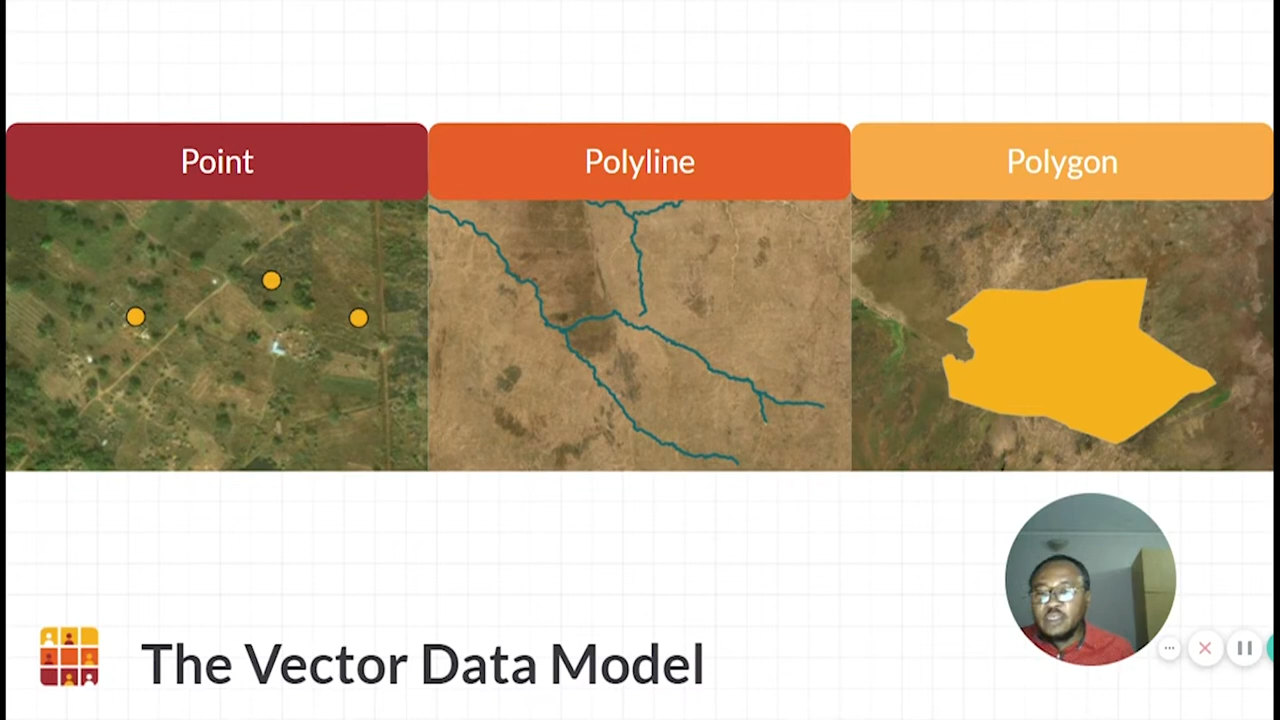 Point
Polyline
Polygon
The Vector Data Model